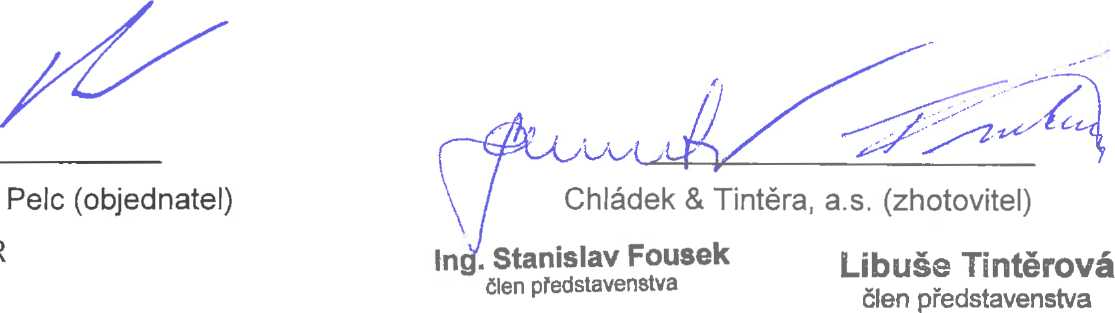 Pelc (objednatel)
R
Chládek & Tintěra, a.s. (zhotovitel)
Ing. Stanislav Fousek
člen představenstva
Libuše Tintěrová
člen představenstva